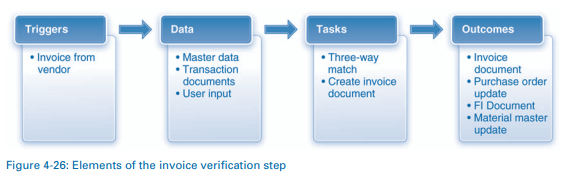 Triggers
• Invoice from
vendor
Data
• Master data
• Transaction
documents
• User input
Tasks
• Three-way
match
• Create invoice
document
Outcomes
• Invoice
document
• Purchase order
update
• FI Document
• Material master
update
Figure 4-26: Elements of the invoice verification step